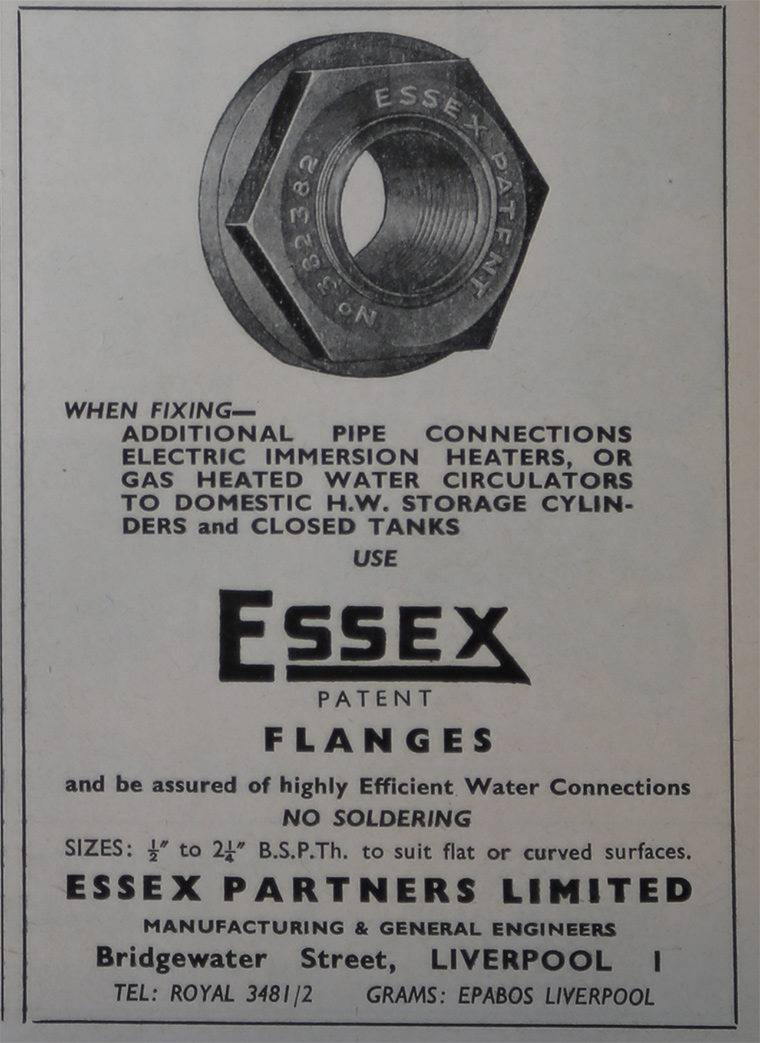 ESSEX PATENT
No 382382
WHEN FIXING—
ADDITIONAL PIPE CONNECTIONS
ELECTRIC IMMERSION HEATERS, OR
GAS HEATED WATER CIRCULATORS
TO DOMESTIC H.W. STORAGE CYLIN-
DERS and CLOSED TANKS
USE
ESSEX
PATENT
FLANGES
and be assured of highly Efficient Water Connections
NO SOLDERING
SIZES: ½″ to 2¼″ B.S.P.Th. to suit flat or curved surfaces.
ESSEX PARTNERS LIMITED
MANUFACTURING & GENERAL ENGINEERS
Bridgewater Street, LIVERPOOL 1
TEL: ROYAL 3481/2 GRAMS: EPABOS LIVERPOOL